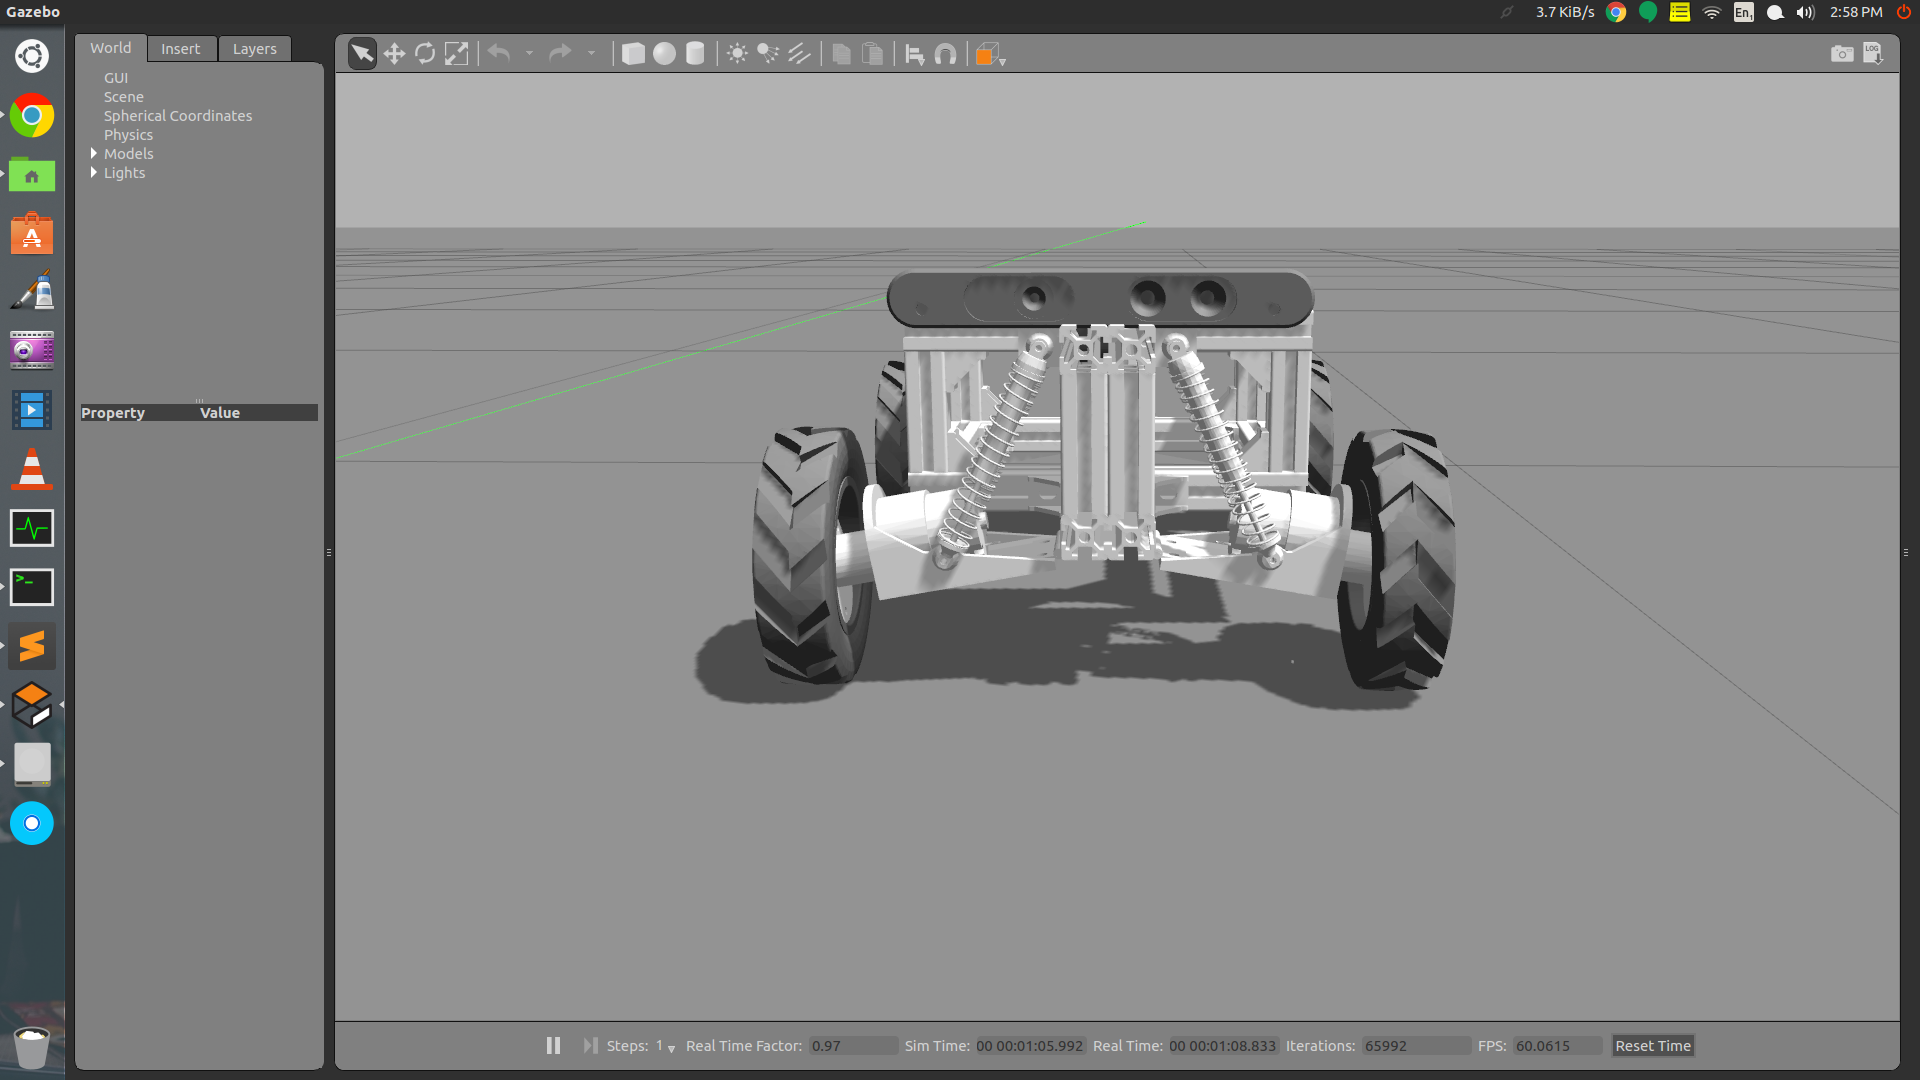 Gazebo
3.7 KiB/s
En1
2:58 PM
World
Insert
Layers
LOG
GUI
Scene
Spherical Coordinates
Physics
Models
Lights
Property
Value
>_
Steps: 1
Real Time Factor: 0.97
Sim Time: 00 00:01:05.992
Real Time: 00 00:01:08.833
Iterations: 65992
FPS: 60.0615
Reset Time